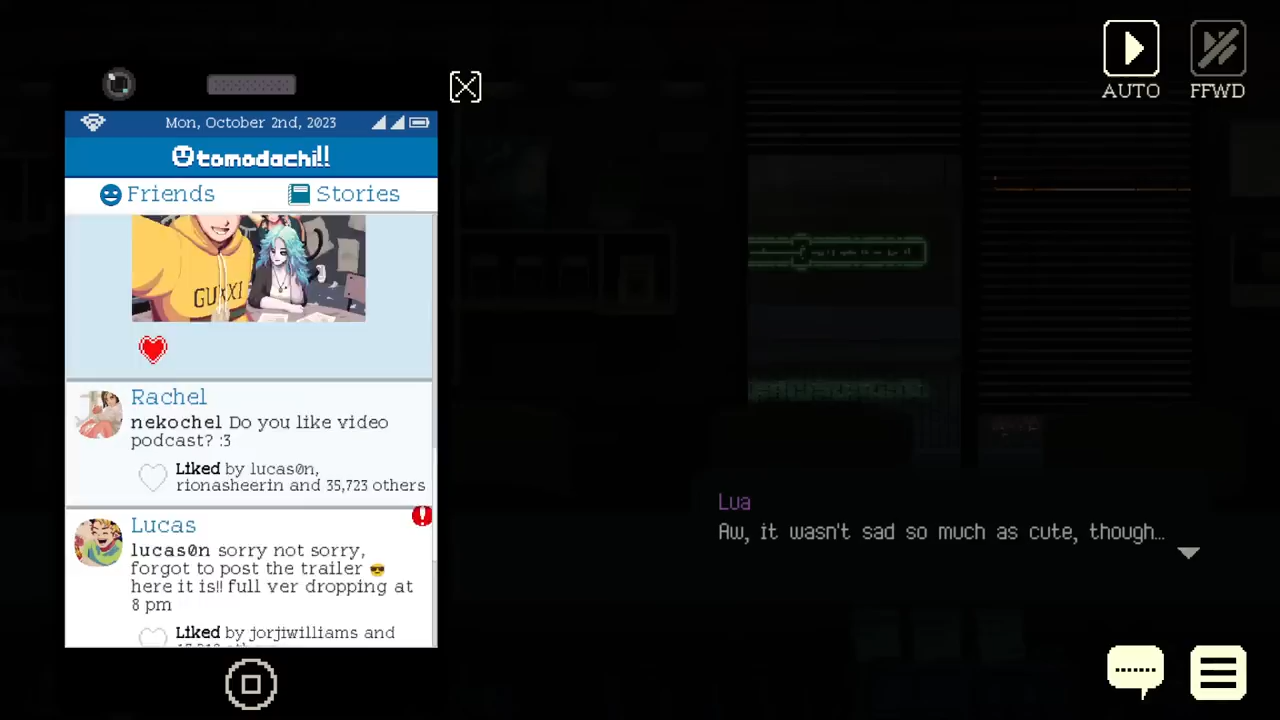 AUTO
FFWD
Mon, October 2nd, 2023
tomodachi!!
Friends
Stories
GUXXI
Rachel
nekochel Do you like video
podcast? :3
Liked by lucas0n,
rionasheerin and 35,723 others
Lucas
lucas0n sorry not sorry,
forgot to post the trailer 😎
here it is!! full ver dropping at
8 pm
Liked by jorjiwilliams and
Lua
Aw, it wasn't sad so much as cute, though...